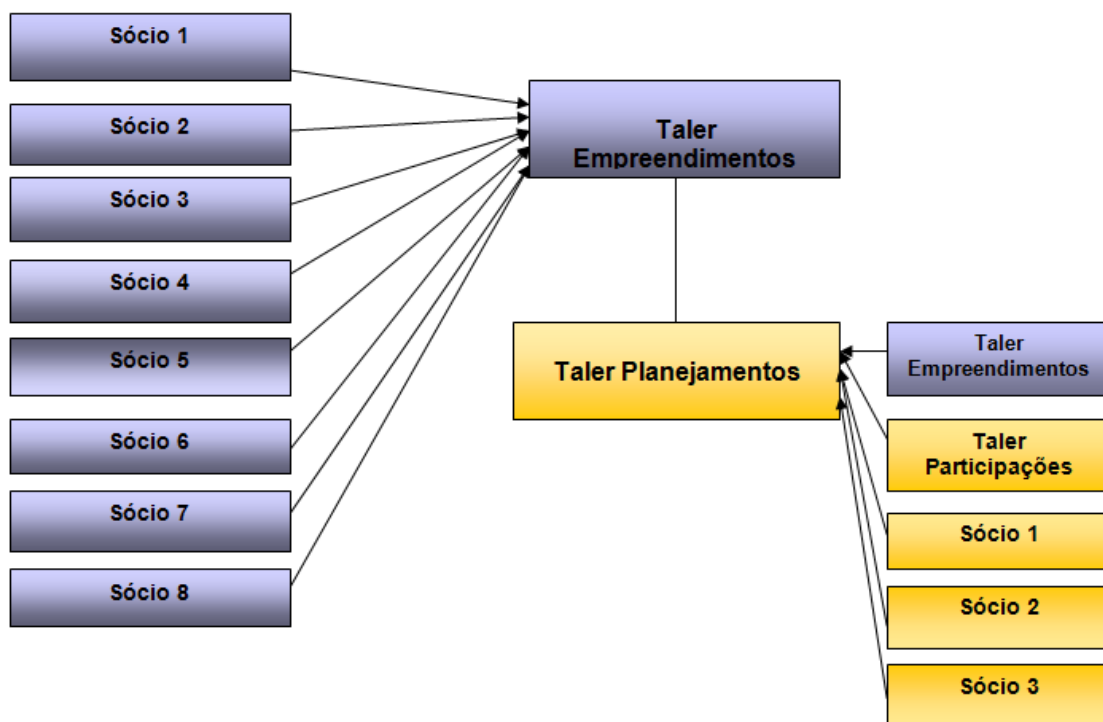 Sócio 1
Sócio 2
Sócio 3
Sócio 4
Sócio 5
Sócio 6
Sócio 7
Sócio 8
Taler
Empreendimentos
Taler Planejamentos
Taler
Empreendimentos
Taler
Participações
Sócio 1
Sócio 2
Sócio 3